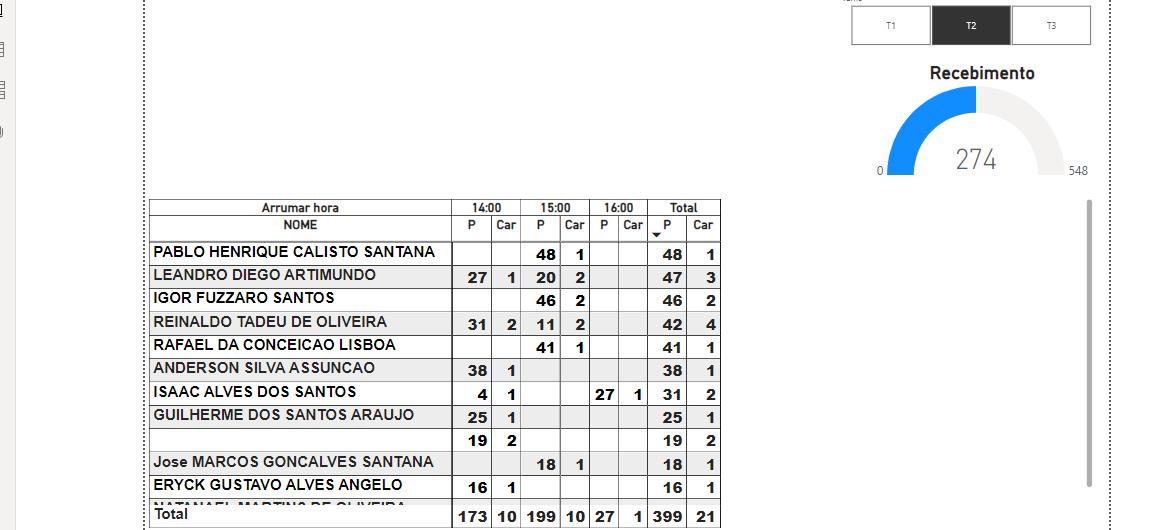 T1 T2 T3
Recebimento
274
0 548
Arrumar hora 14:00 15:00 16:00 Total
NOME P Car P Car P Car P Car
PABLO HENRIQUE CALISTO SANTANA 48 1 48 1
LEANDRO DIEGO ARTIMUNDO 27 1 20 2 47 3
IGOR FUZZARO SANTOS 46 2 46 2
REINALDO TADEU DE OLIVEIRA 31 2 11 2 42 4
RAFAEL DA CONCEICAO LISBOA 41 1 41 1
ANDERSON SILVA ASSUNCAO 38 1 38 1
ISAAC ALVES DOS SANTOS 4 1 27 1 31 2
GUILHERME DOS SANTOS ARAUJO 25 1 25 1
19 2 19 2
Jose MARCOS GONCALVES SANTANA 18 1 18 1
ERYCK GUSTAVO ALVES ANGELO 16 1 16 1
Total 173 10 199 10 27 1 399 21